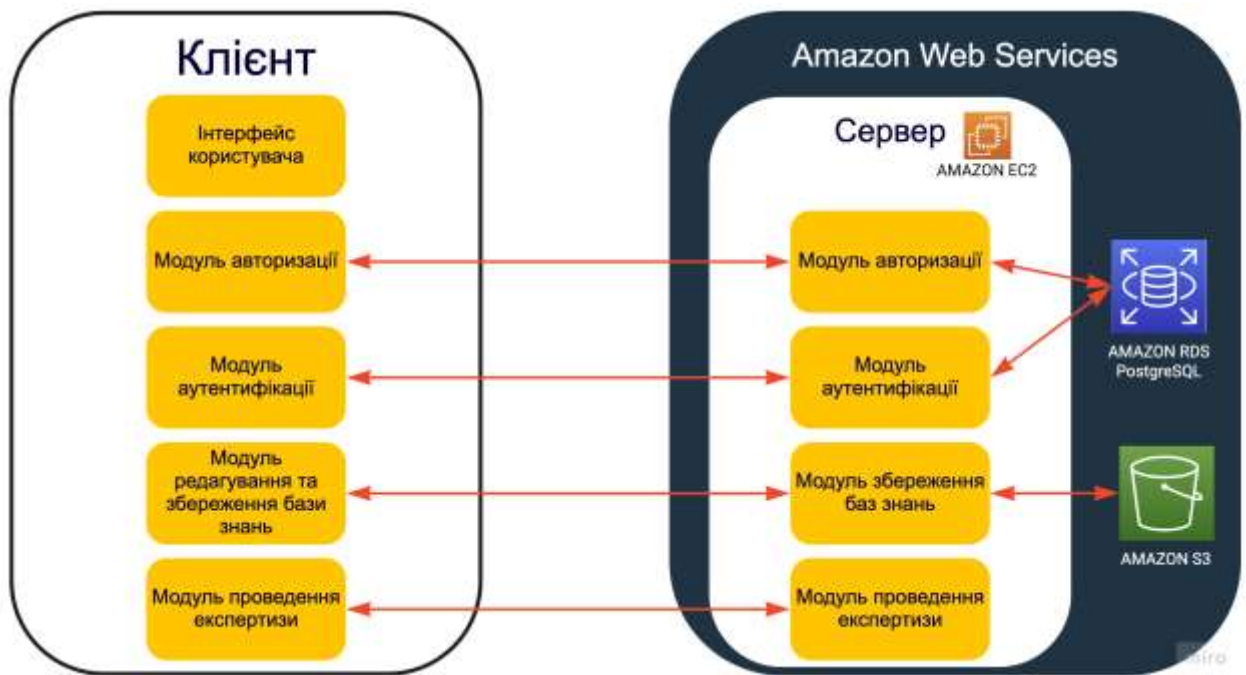 Клієнт
Інтерфейс
користувача
Модуль авторизації
Модуль
аутентифікації
Модуль
редагування та
збереження бази
знань
Модуль проведення
експертизи
Amazon Web Services
Сервер
AMAZON EC2
Модуль авторизації
Модуль
аутентифікації
Модуль збереження
баз знань
Модуль проведення
експертизи
AMAZON RDS
PostgreSQL
AMAZON S3
miro